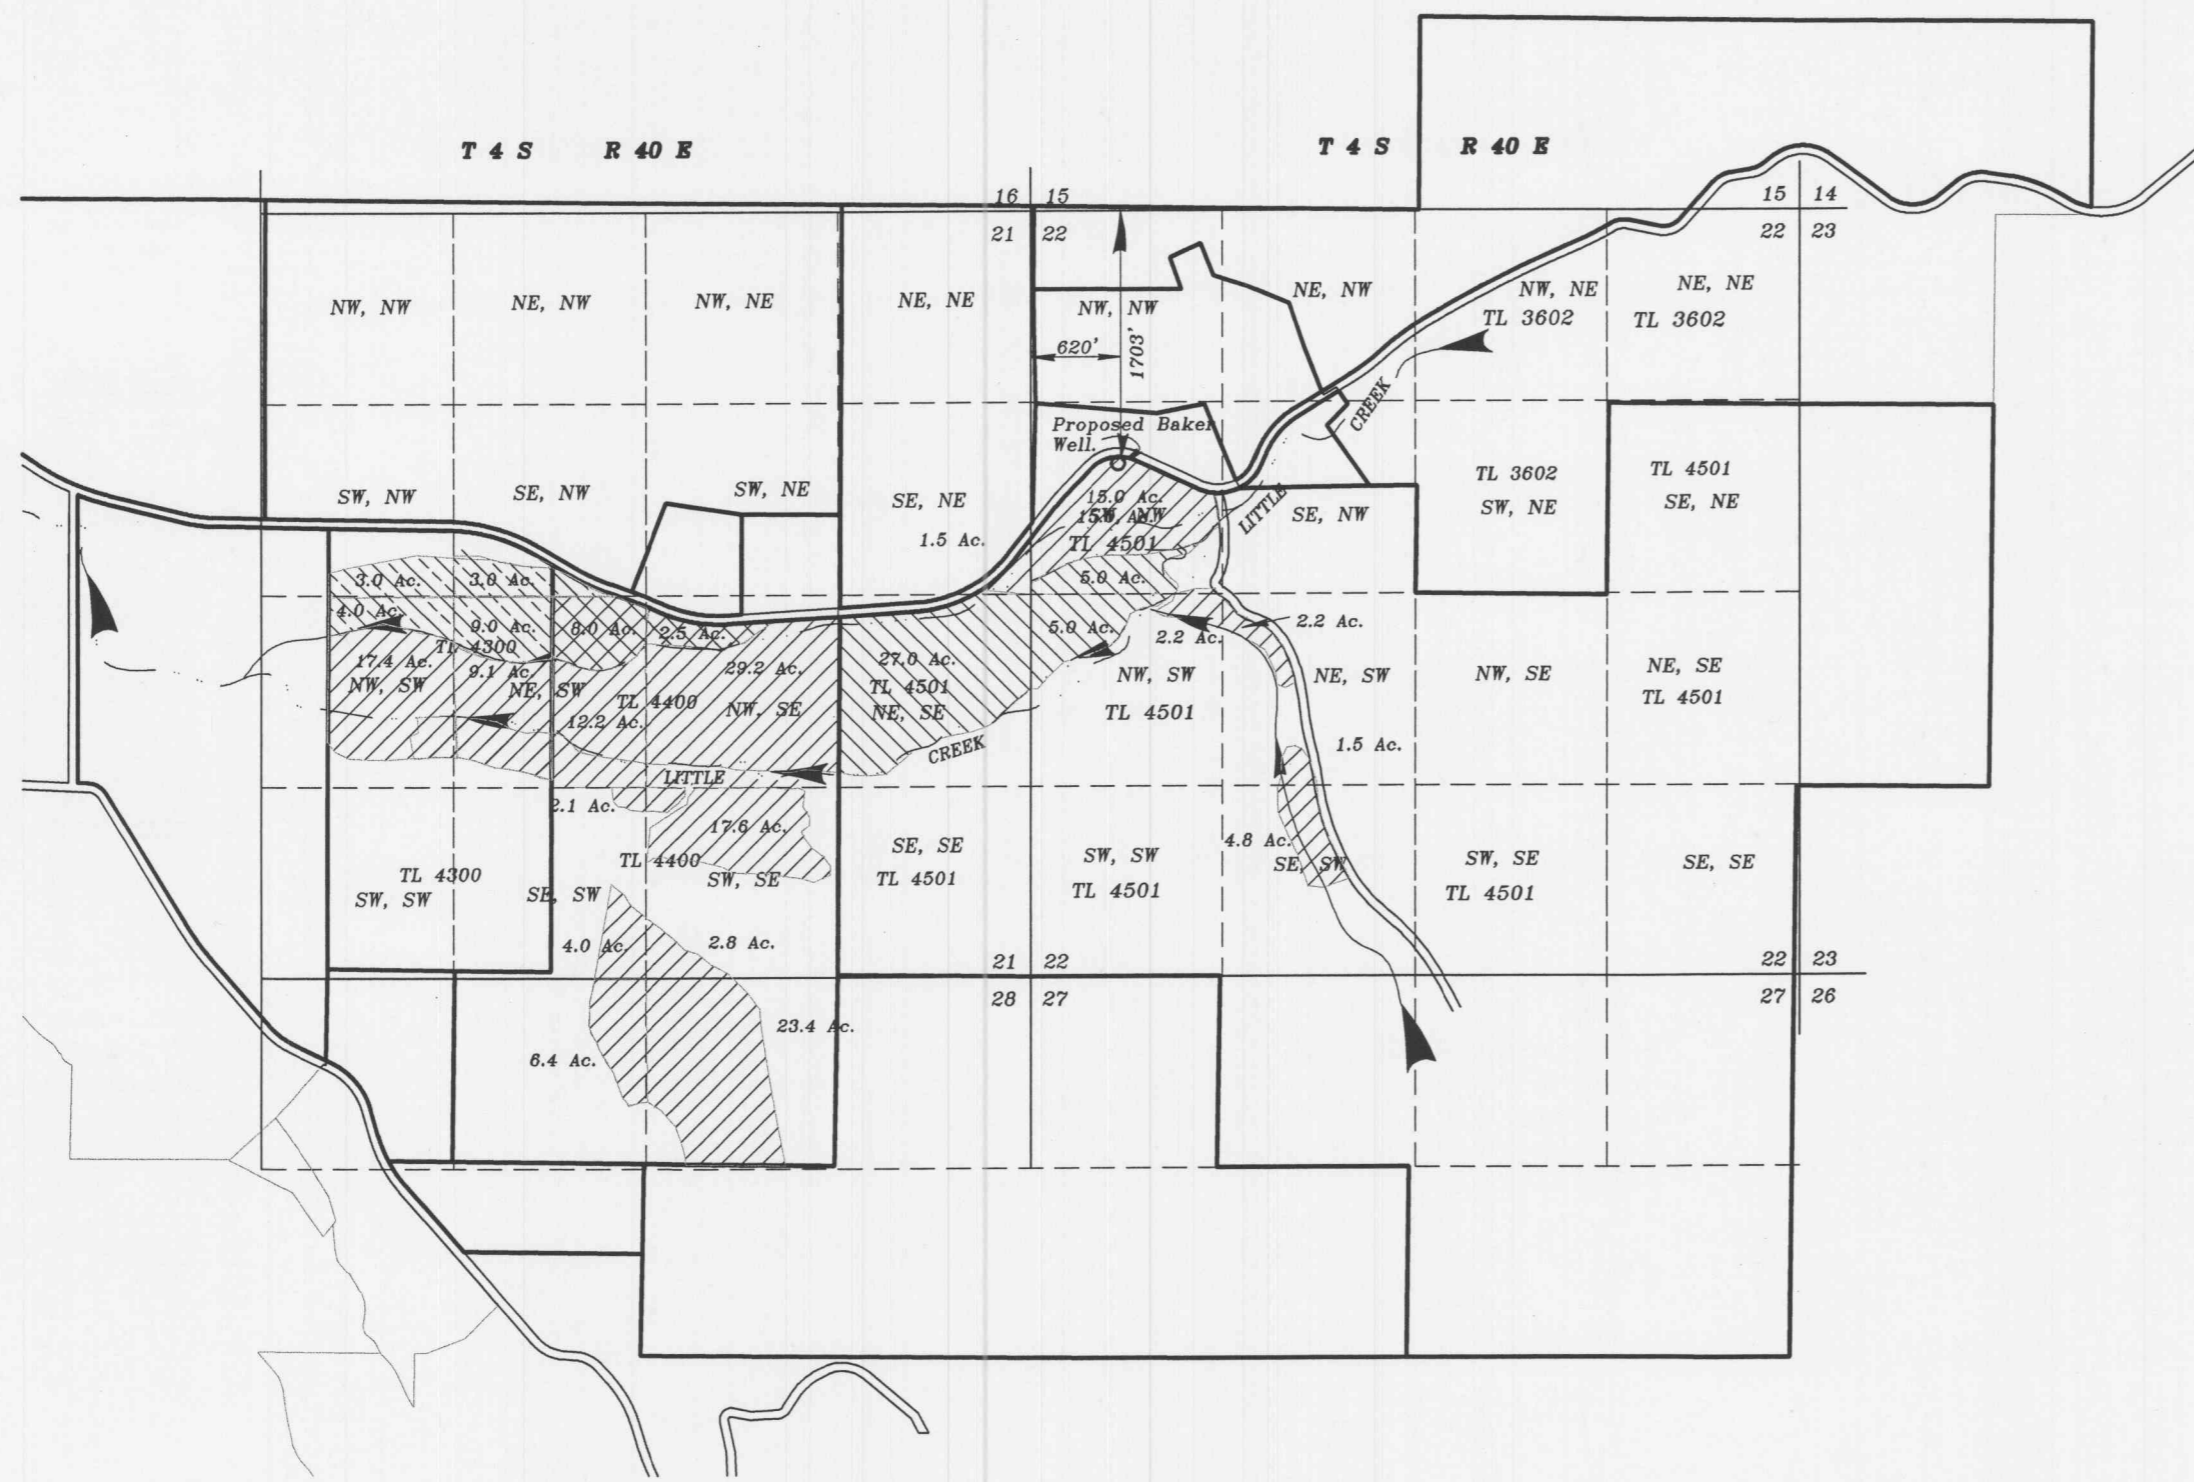 T 4 S R 40 E
T 4 S R 40 E
16 15
21 22
15 14
22 23
NW, NW
NE, NW
NW, NE
NE, NE
NW, NW
NE, NW
NW, NE
TL 3602
NE, NE
TL 3602
620'
1703'
CREEK
Proposed Baker
Well.
SW, NW
SE, NW
SW, NE
SE, NE
1.5 Ac.
15.0 Ac.
15.0 Ac.
SW, NW
TL 4501
LITTLE
SE, NW
TL 3602
SW, NE
TL 4501
SE, NE
3.0 Ac.
3.0 Ac.
4.0 Ac.
9.0 Ac.
8.0 Ac.
2.5 Ac.
5.0 Ac.
5.0 Ac.
2.2 Ac.
2.2 Ac.
TL 4300
17.4 Ac.
NW, SW
9.1 Ac.
NE, SW
TL 4400
12.2 Ac.
29.2 Ac.
NW, SE
27.0 Ac.
TL 4501
NE, SE
NW, SW
TL 4501
NE, SW
NW, SE
NE, SE
TL 4501
1.5 Ac.
CREEK
LITTLE
2.1 Ac.
17.6 Ac.
TL 4400
SW, SE
TL 4300
SW, SW
SE, SW
SE, SE
TL 4501
SW, SW
TL 4501
4.8 Ac.
SE, SW
SW, SE
TL 4501
SE, SE
4.0 Ac.
2.8 Ac.
21 22
28 27
22 23
27 26
23.4 Ac.
6.4 Ac.